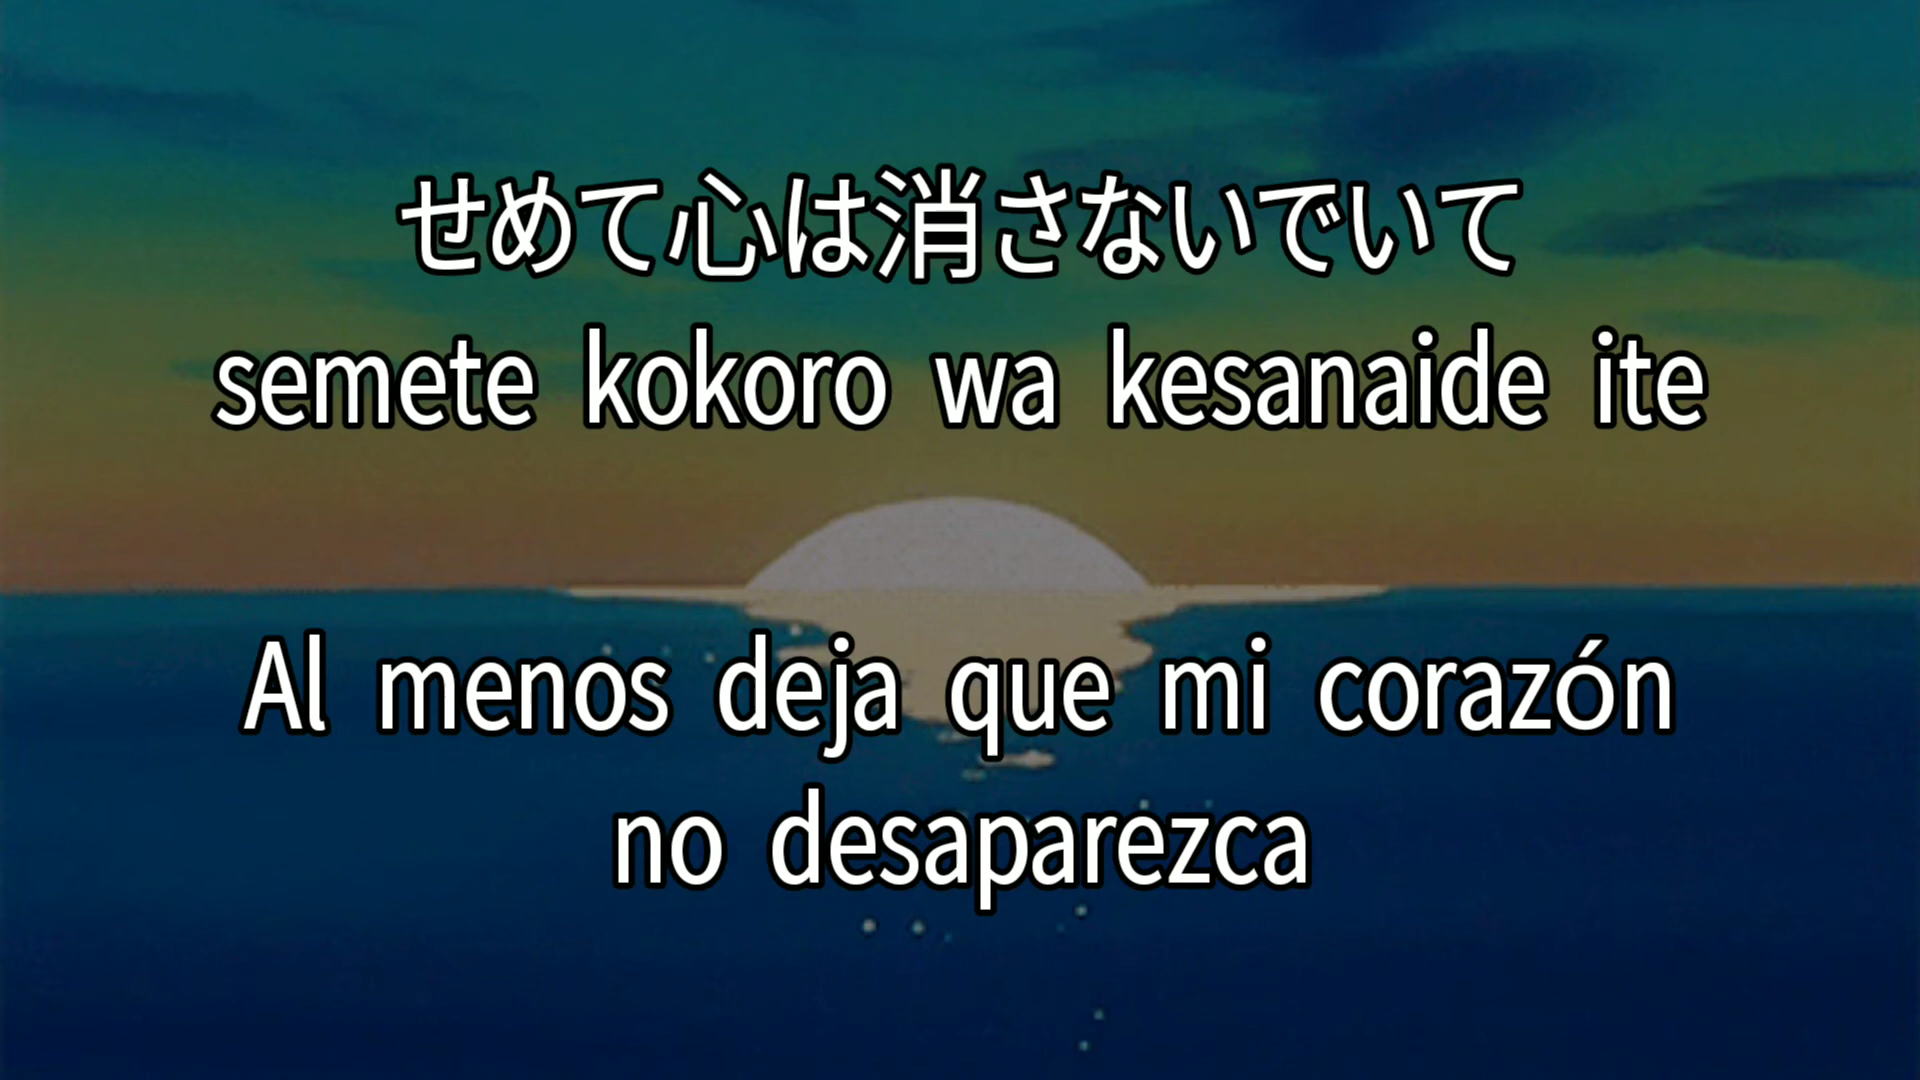 せめて心は消さないでいて
semete kokoro wa kesanaide ite
Al menos deja que mi corazón
no desaparezca